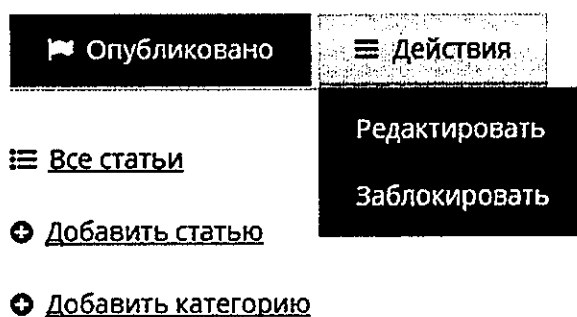 Опубликовано
Действия
Редактировать
Заблокировать
Все статьи
Добавить статью
Добавить категорию